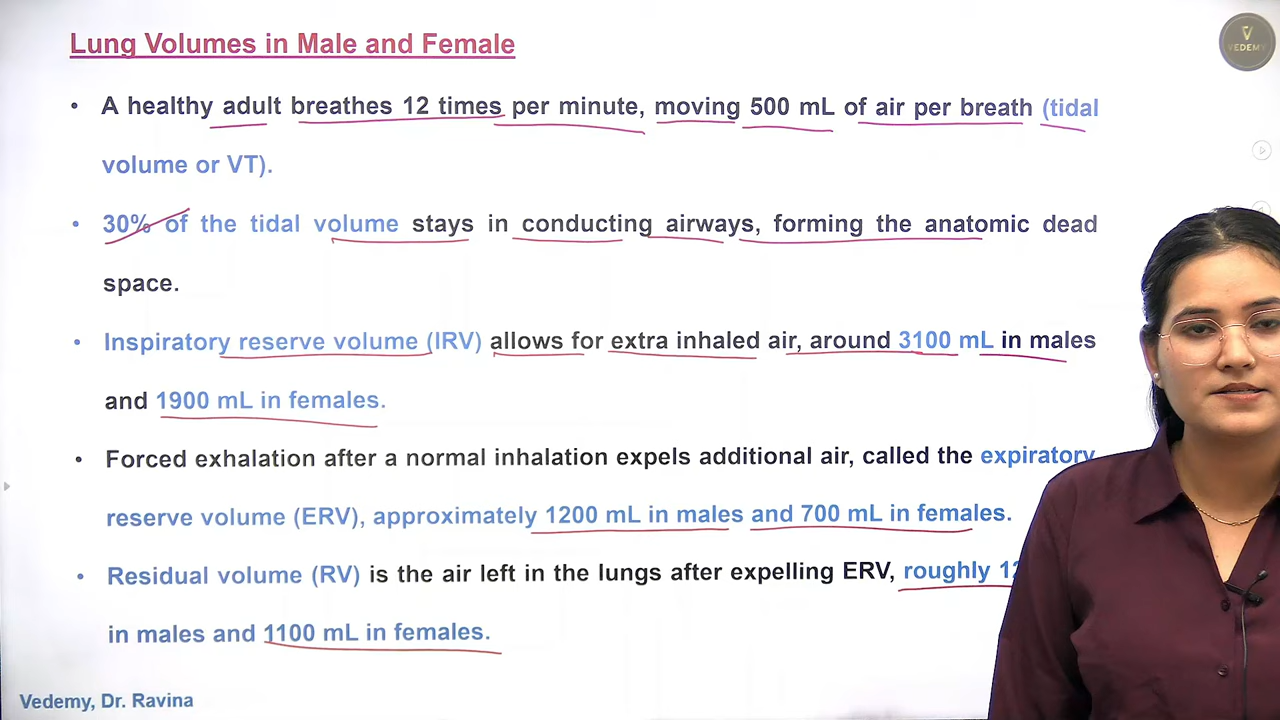 Lung Volumes in Male and Female
VEDEMY
• A healthy adult breathes 12 times per minute, moving 500 mL of air per breath (tidal
volume or VT).
• 30% of the tidal volume stays in conducting airways, forming the anatomic dead
space.
• Inspiratory reserve volume (IRV) allows for extra inhaled air, around 3100 mL in males
and 1900 mL in females.
• Forced exhalation after a normal inhalation expels additional air, called the expiratory
reserve volume (ERV), approximately 1200 mL in males and 700 mL in females.
• Residual volume (RV) is the air left in the lungs after expelling ERV, roughly
in males and 1100 mL in females.
Vedemy, Dr. Ravina